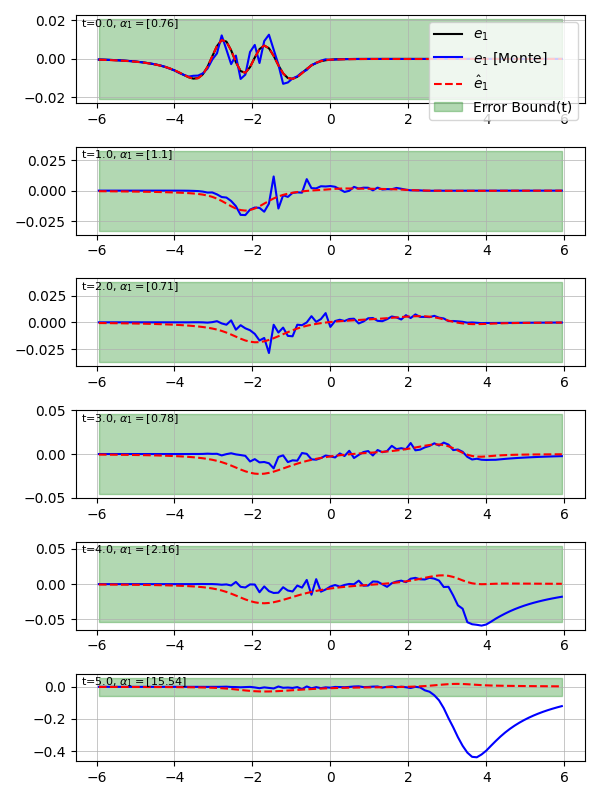 0.02
0.00
−0.02
t=0.0, α₁ = [0.76]
e₁
e₁ [Monte]
ê₁
Error Bound(t)
−6 −4 −2 0 2 4 6
0.025
0.000
−0.025
t=1.0, α₁ = [1.1]
−6 −4 −2 0 2 4 6
0.025
0.000
−0.025
t=2.0, α₁ = [0.71]
−6 −4 −2 0 2 4 6
0.05
0.00
−0.05
t=3.0, α₁ = [0.78]
−6 −4 −2 0 2 4 6
0.05
0.00
−0.05
t=4.0, α₁ = [2.16]
−6 −4 −2 0 2 4 6
0.0
−0.2
−0.4
t=5.0, α₁ = [15.54]
−6 −4 −2 0 2 4 6